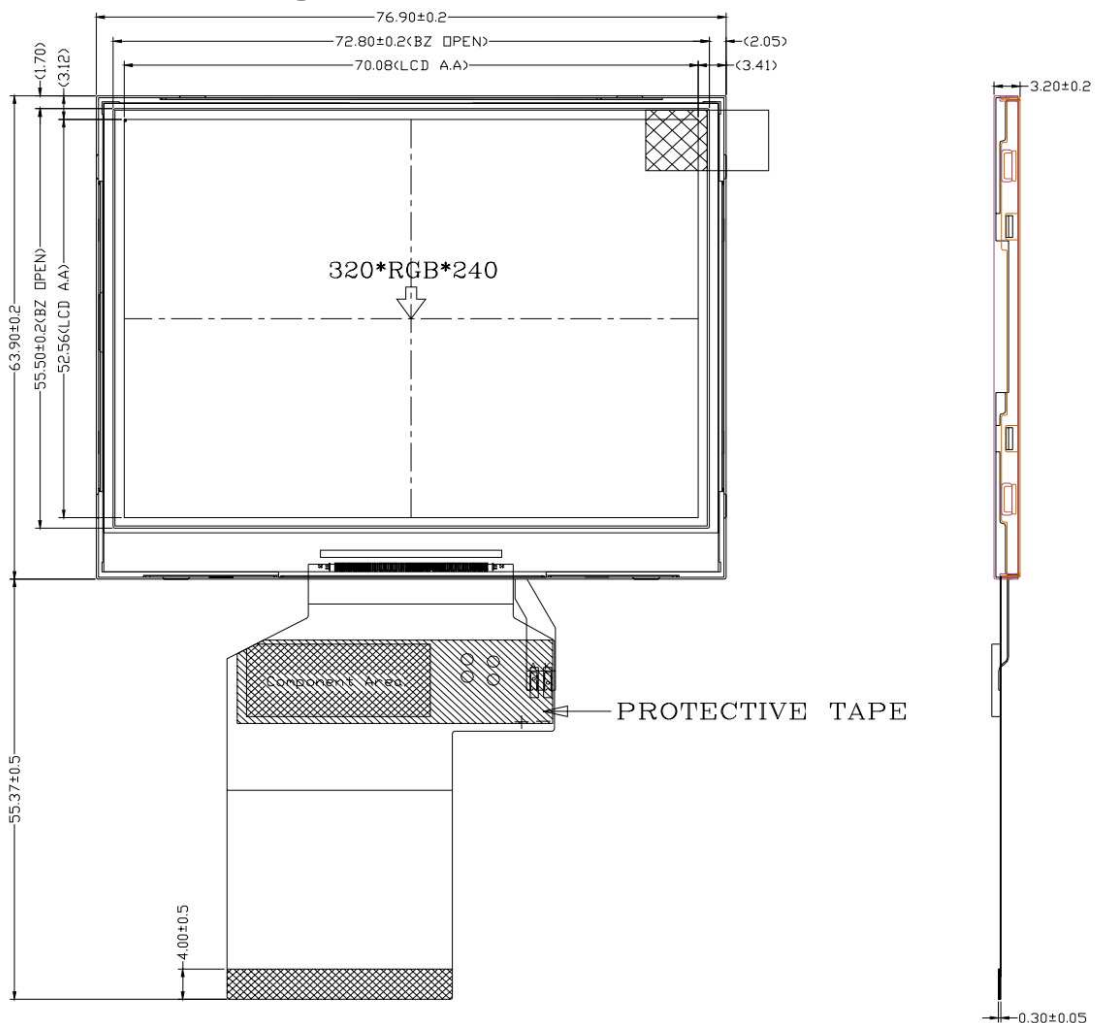 76.90±0.2
72.80±0.2(BZ OPEN)
(2.05)
70.08(LCD A.A)
(3.41)
(1.70)
(3.12)
3.20±0.2
63.90±0.2
55.50±0.2(BZ OPEN)
52.56(LCD A.A)
320*RGB*240
Component Area
PROTECTIVE TAPE
55.37±0.5
4.00±0.5
0.30±0.05